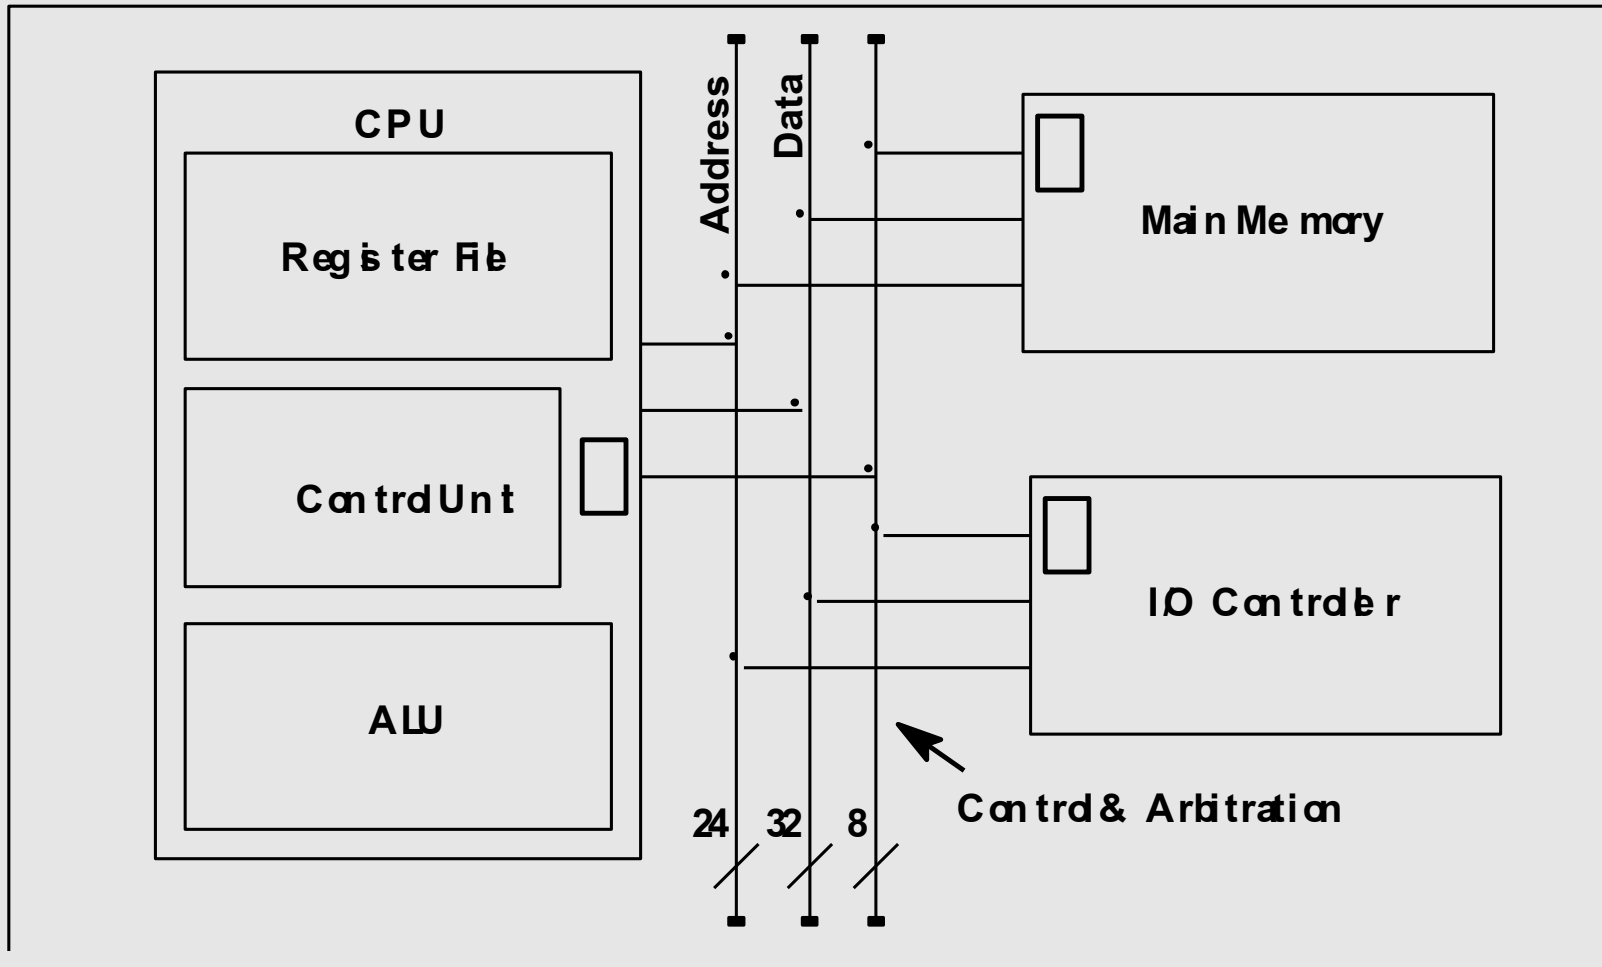 CPU
Register File
Control Unit
ALU
Address
Data
Main Memory
I/O Controller
Control & Arbitration
24
32
8